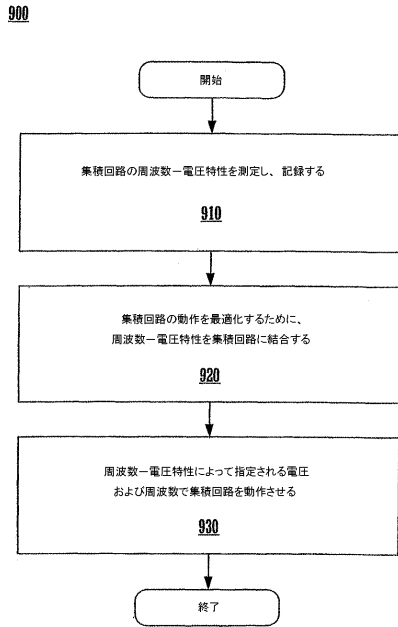 900
開始
集積回路の周波数－電圧特性を測定し、記録する
910
集積回路の動作を最適化するために、
周波数－電圧特性を集積回路に結合する
920
周波数－電圧特性によって指定される電圧
および周波数で集積回路を動作させる
930
終了